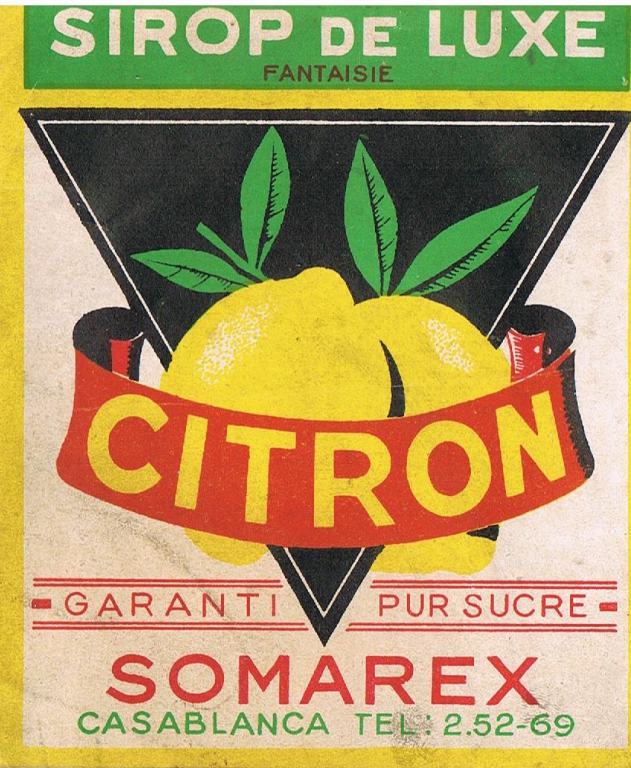 SIROP DE LUXE
FANTAISIE
CITRON
GARANTI PUR SUCRE
SOMAREX
CASABLANCA TEL: 2.52-69